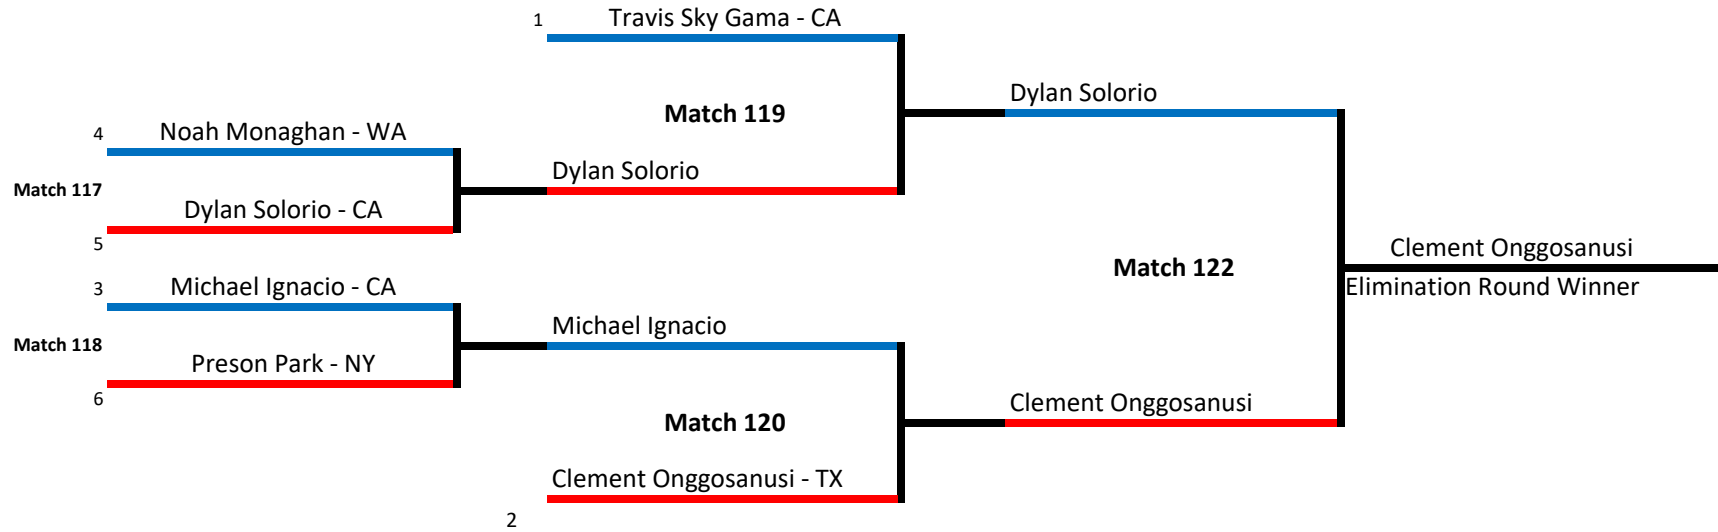 1
Travis Sky Gama - CA
Dylan Solorio
Match 119
4
Noah Monaghan - WA
Dylan Solorio
Match 117
Dylan Solorio - CA
5
Clement Onggosanusi
Match 122
3
Michael Ignacio - CA
Elimination Round Winner
Michael Ignacio
Match 118
Preson Park - NY
6
Clement Onggosanusi
Match 120
Clement Onggosanusi - TX
2